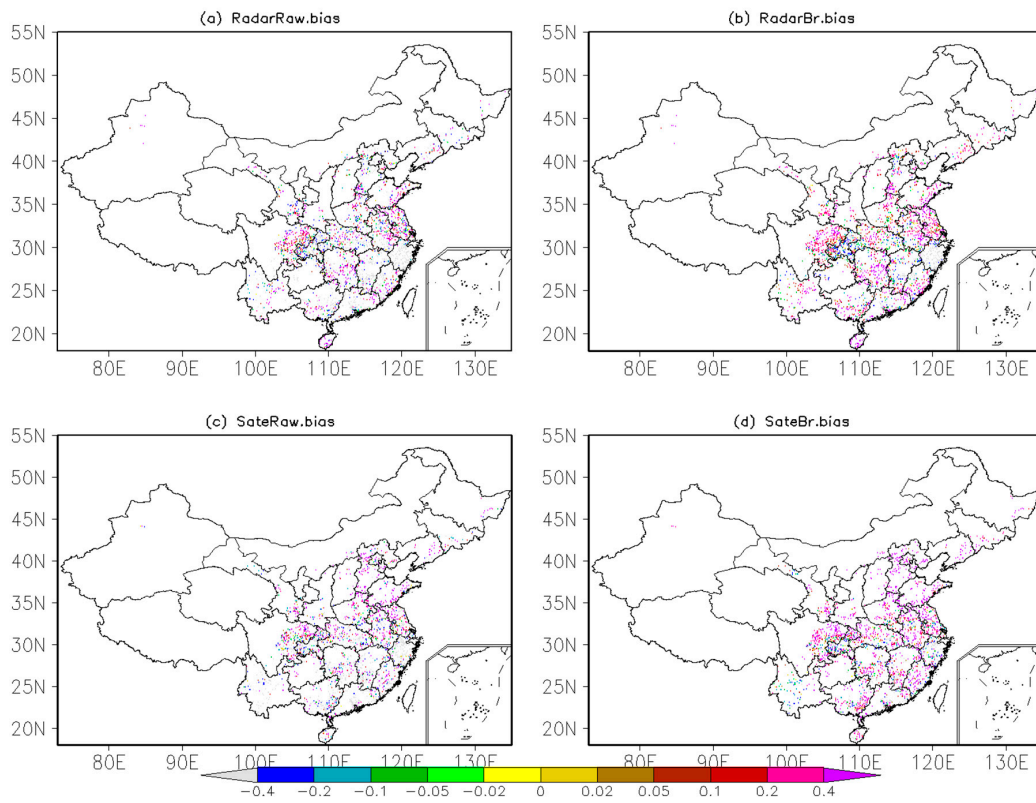 (a) RadarRaw.bias
(b) RadarBr.bias
55N
50N
45N
40N
35N
30N
25N
20N
80E 90E 100E 110E 120E 130E
55N
50N
45N
40N
35N
30N
25N
20N
80E 90E 100E 110E 120E 130E
(c) SateRaw.bias
(d) SateBr.bias
55N
50N
45N
40N
35N
30N
25N
20N
80E 90E 100E 110E 120E 130E
55N
50N
45N
40N
35N
30N
25N
20N
80E 90E 100E 110E 120E 130E
−0.4 −0.2 −0.1 −0.05 −0.02 0 0.02 0.05 0.1 0.2 0.4